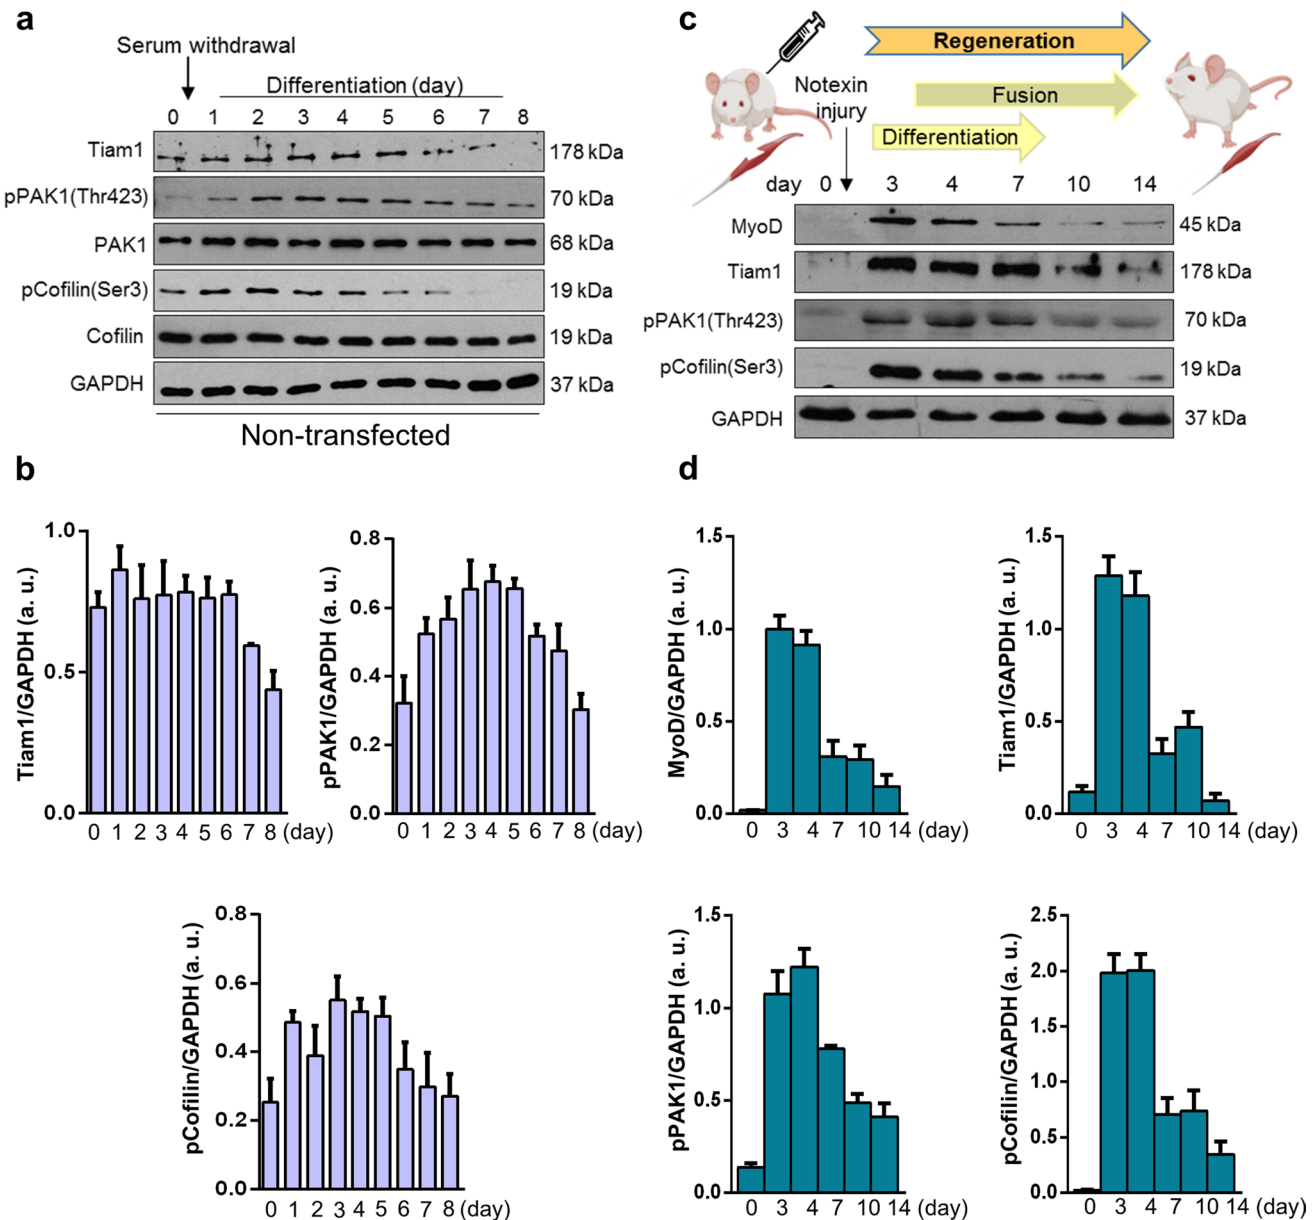 a
Serum withdrawal
Differentiation (day)
0 1 2 3 4 5 6 7 8
Tiam1 178 kDa
pPAK1(Thr423) 70 kDa
PAK1 68 kDa
pCofilin(Ser3) 19 kDa
Cofilin 19 kDa
GAPDH 37 kDa
Non-transfected
c
Regeneration
Notexin
injury
Fusion
Differentiation
day 0 3 4 7 10 14
MyoD 45 kDa
Tiam1 178 kDa
pPAK1(Thr423) 70 kDa
pCofilin(Ser3) 19 kDa
GAPDH 37 kDa
b
Tiam1/GAPDH (a. u.)
1.0
0.5
0.0
0 1 2 3 4 5 6 7 8 (day)
pPAK1/GAPDH (a. u.)
0.8
0.6
0.4
0.2
0.0
0 1 2 3 4 5 6 7 8 (day)
pCofilin/GAPDH (a. u.)
0.8
0.6
0.4
0.2
0.0
0 1 2 3 4 5 6 7 8 (day)
d
MyoD/GAPDH (a. u.)
1.5
1.0
0.5
0.0
0 3 4 7 10 14 (day)
Tiam1/GAPDH (a. u.)
1.5
1.0
0.5
0.0
0 3 4 7 10 14 (day)
pPAK1/GAPDH (a. u.)
1.5
1.0
0.5
0.0
0 3 4 7 10 14 (day)
pCofilin/GAPDH (a. u.)
2.5
2.0
1.5
1.0
0.5
0.0
0 3 4 7 10 14 (day)